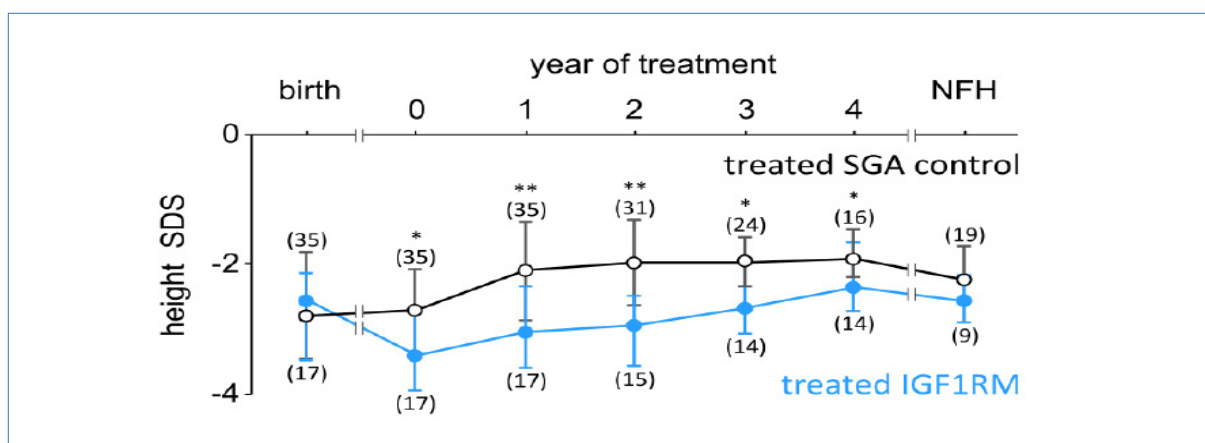 year of treatment
birth 0 1 2 3 4 NFH
0
treated SGA control
** ** * *
(35) * (35) (31) (24) (16) (19)
(35)
-2
height SDS
(17) (17) (17) (15) (14) (14) (9)
treated IGF1RM
-4